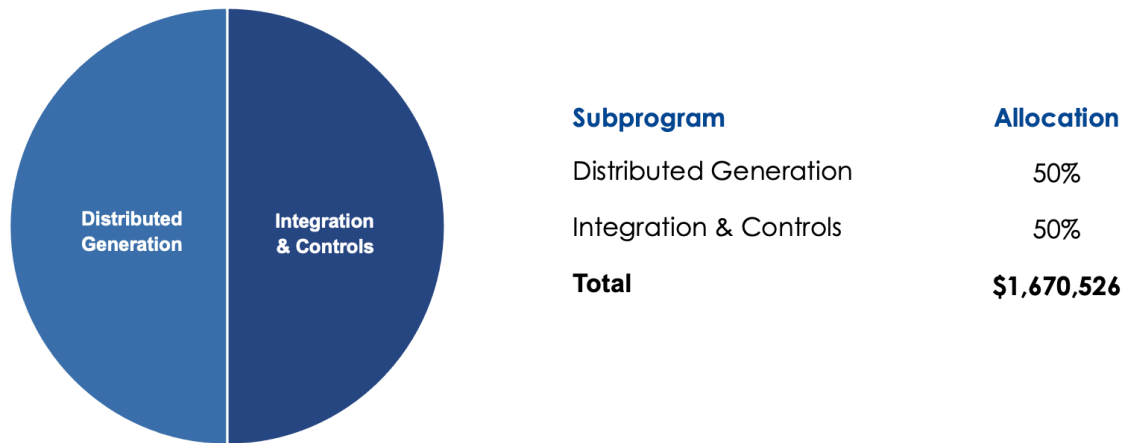 Distributed
Generation
Integration
& Controls
Subprogram Allocation
Distributed Generation 50%
Integration & Controls 50%
Total $1,670,526